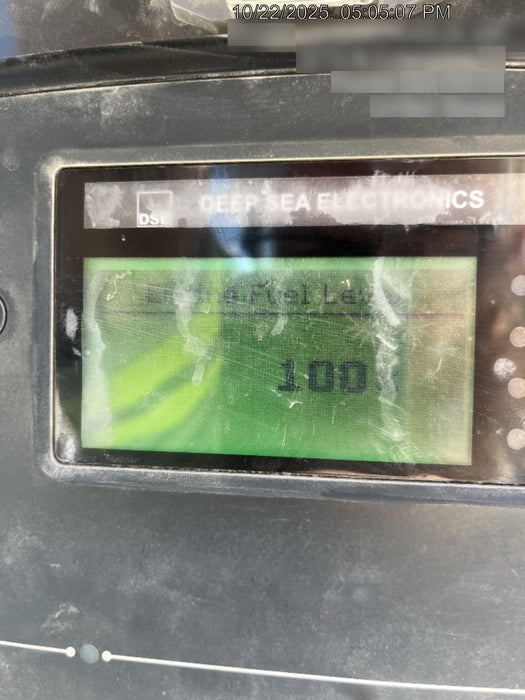 10/22/2025 05:05:07 PM
DSE DEEP SEA ELECTRONICS
Engine Fuel Level
100%